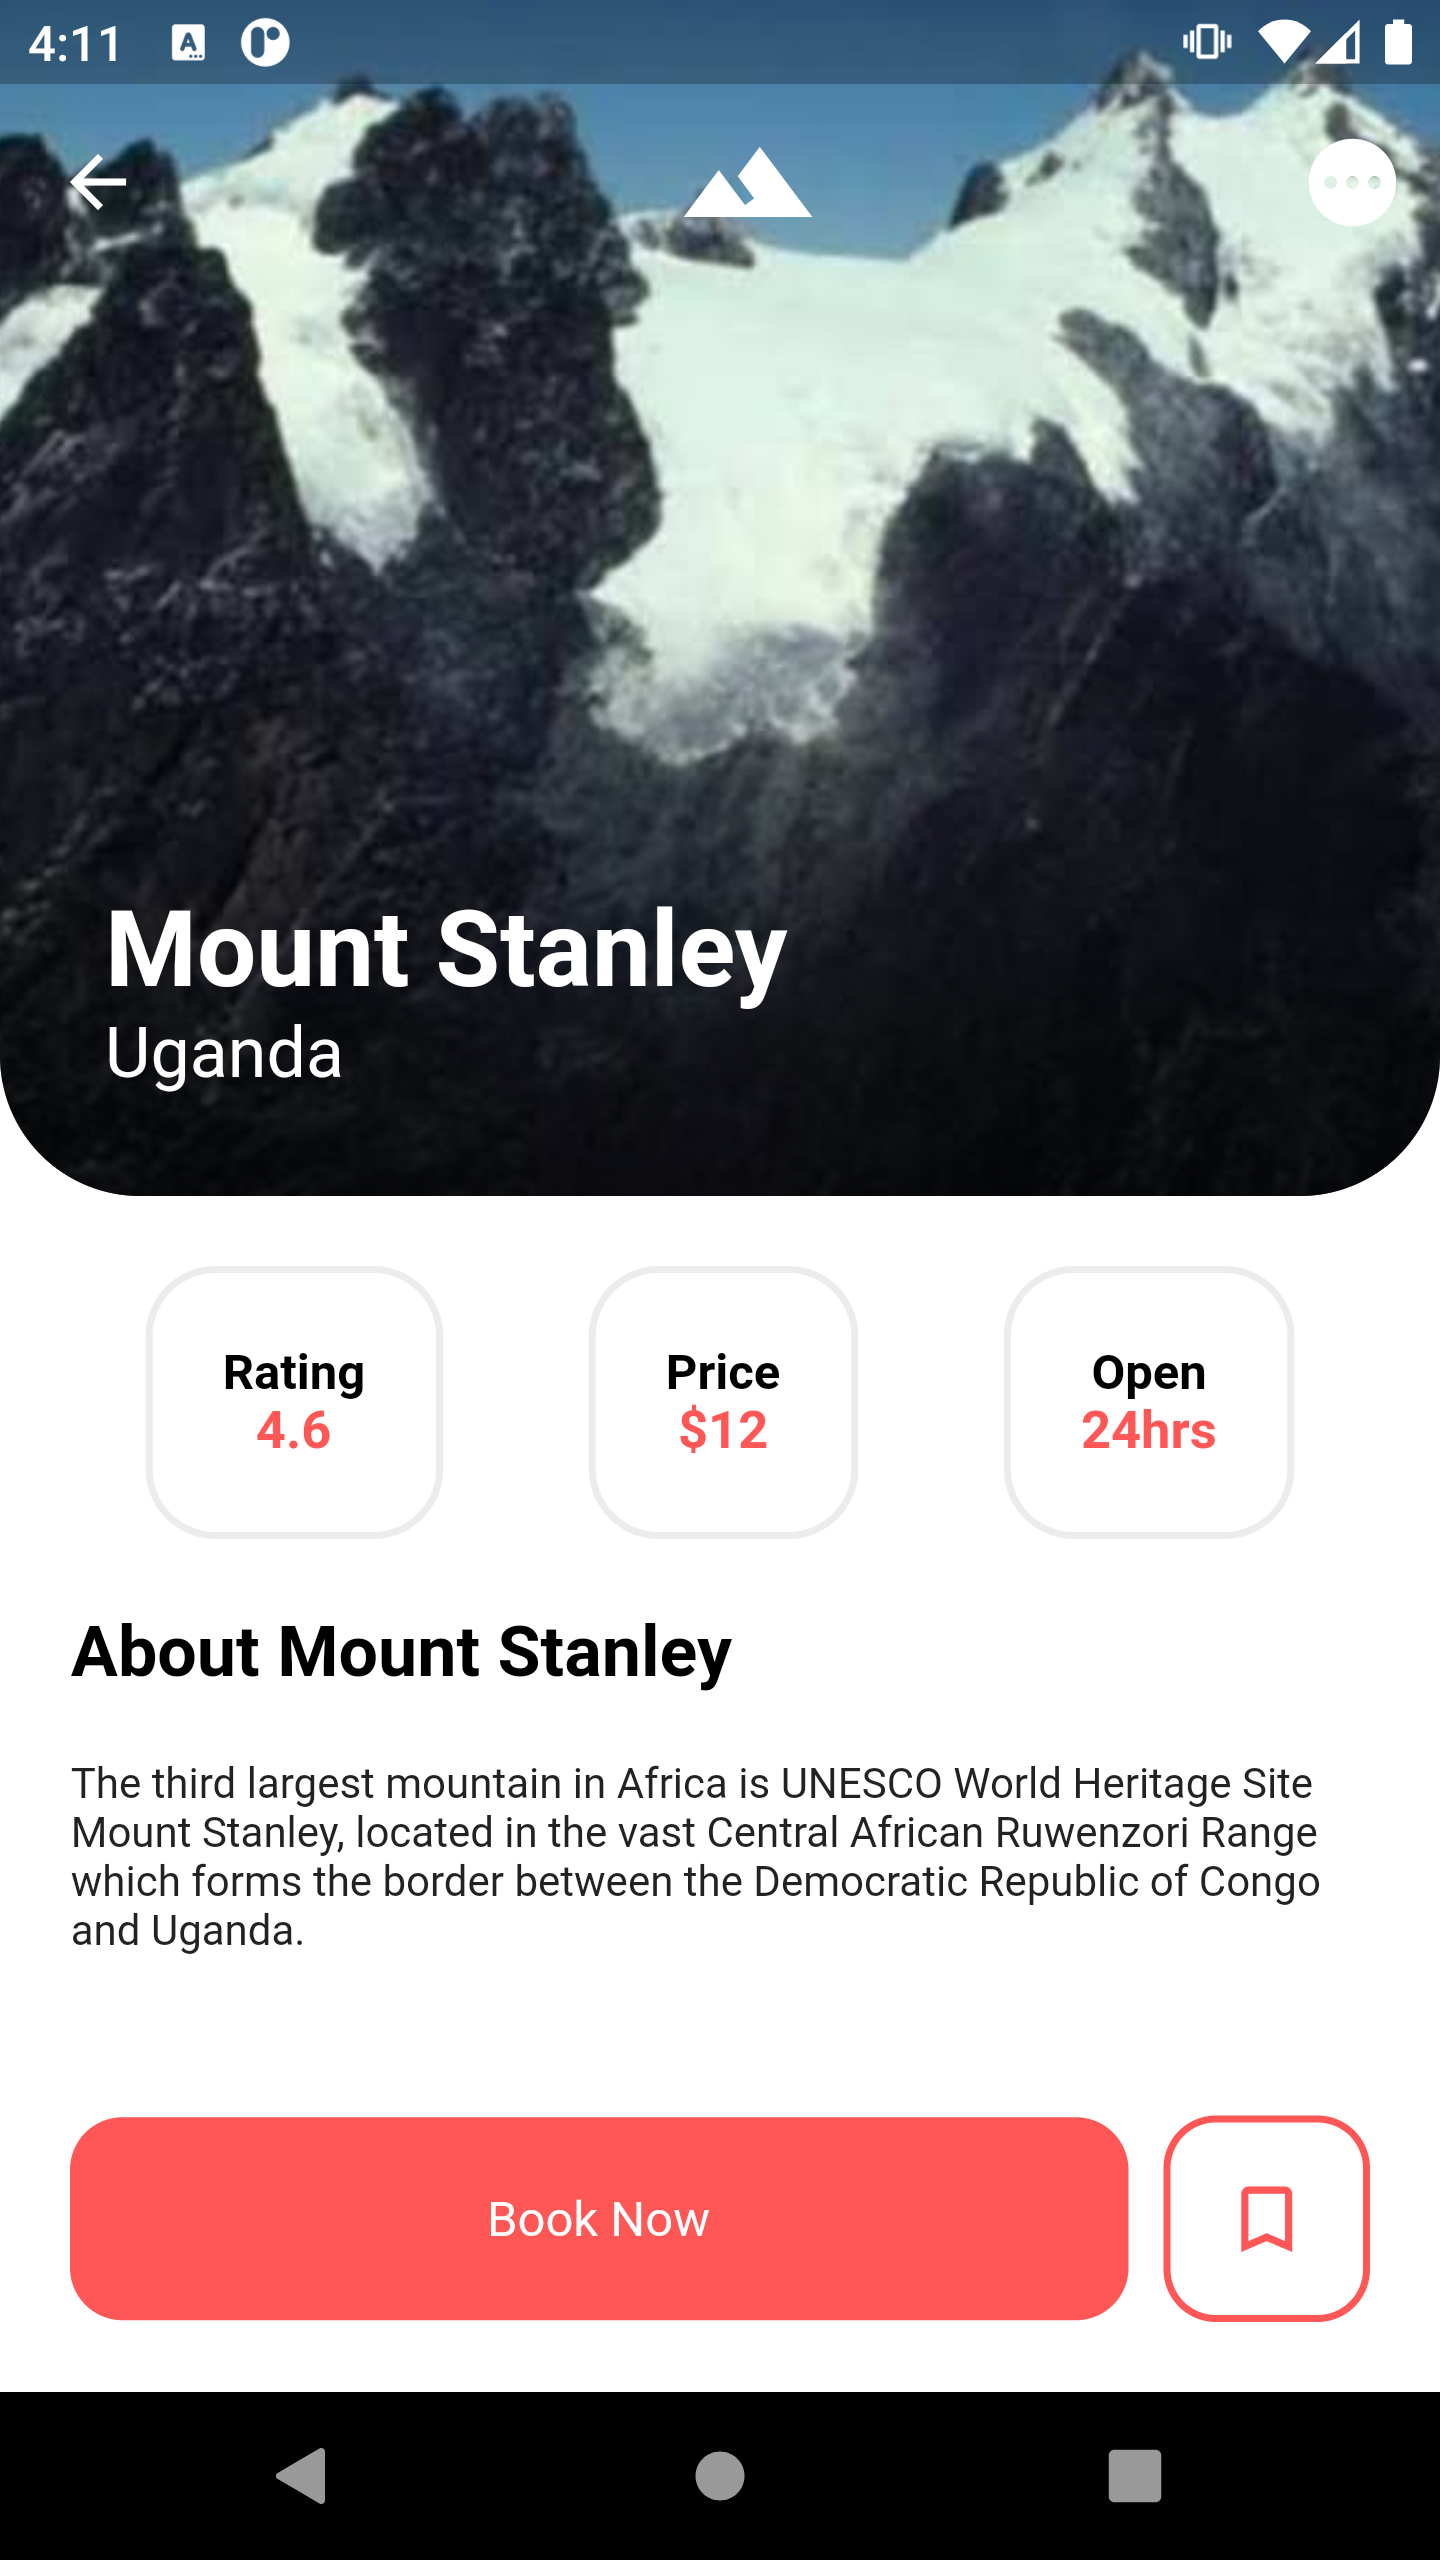 4:11
Mount Stanley
Uganda
Rating
4.6
Price
$12
Open
24hrs
About Mount Stanley
The third largest mountain in Africa is UNESCO World Heritage Site
Mount Stanley, located in the vast Central African Ruwenzori Range
which forms the border between the Democratic Republic of Congo
and Uganda.
Book Now